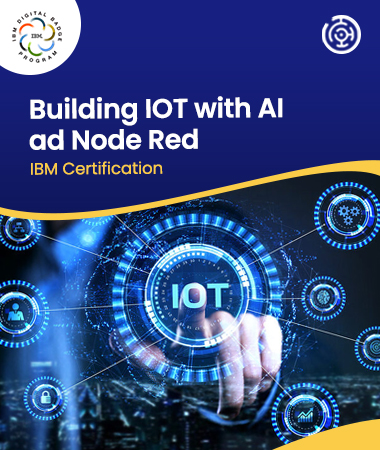 IBM DIGITAL BADGE
IBM.
PROGRAM
Building IOT with AI
ad Node Red
IBM Certification
IOT